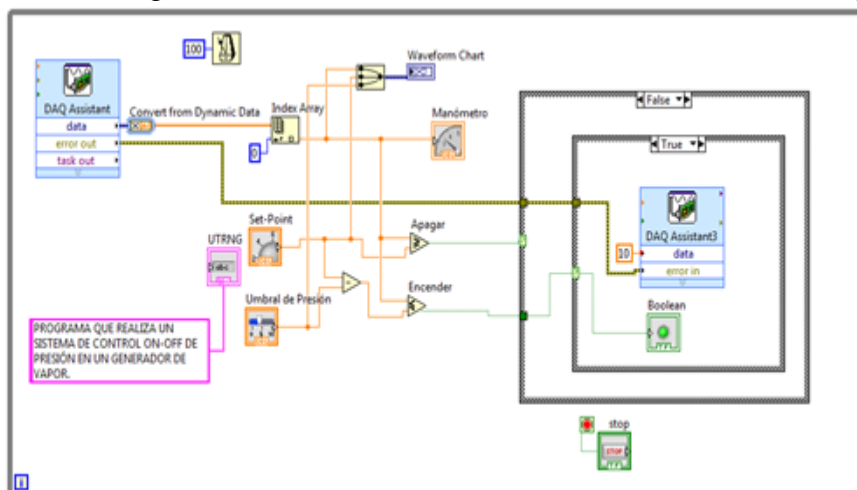 100
Waveform Chart
DAQ Assistant
data
error out
task out
Convert from Dynamic Data
Index Array
0
Manómetro
False
True
DAQ Assistant3
10
data
error in
Set-Point
UTRNG
abc
Apagar
Umbral de Presión
Encender
Boolean
PROGRAMA QUE REALIZA UN
SISTEMA DE CONTROL ON-OFF DE
PRESIÓN EN UN GENERADOR DE
VAPOR.
stop
STOP
i